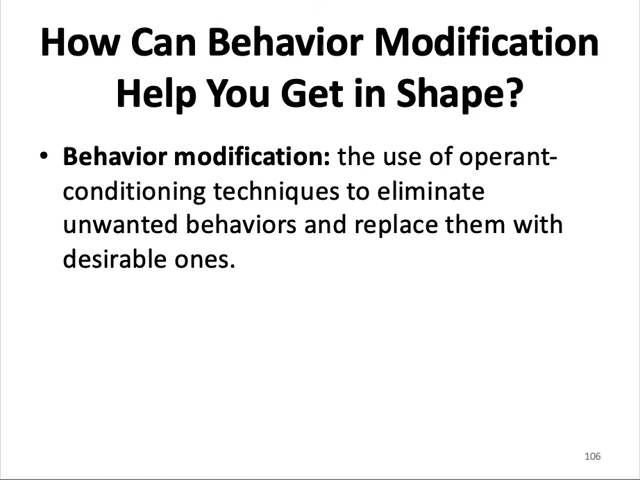 How Can Behavior Modification
Help You Get in Shape?
• Behavior modification: the use of operant-
conditioning techniques to eliminate
unwanted behaviors and replace them with
desirable ones.
106